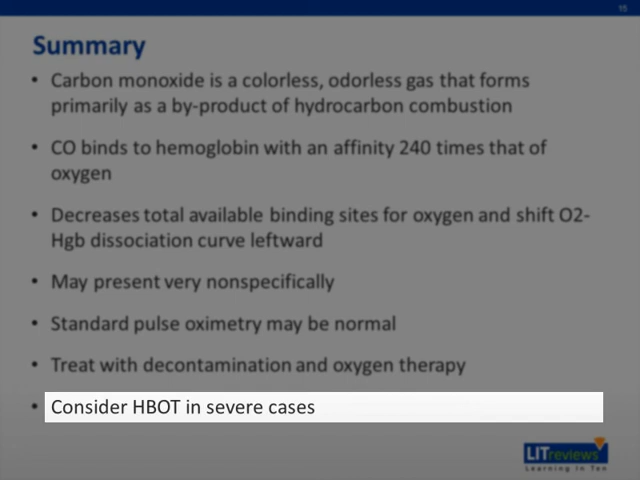 15
Summary
• Carbon monoxide is a colorless, odorless gas that forms
primarily as a by-product of hydrocarbon combustion
• CO binds to hemoglobin with an affinity 240 times that of
oxygen
• Decreases total available binding sites for oxygen and shift O2-
Hgb dissociation curve leftward
• May present very nonspecifically
• Standard pulse oximetry may be normal
• Treat with decontamination and oxygen therapy
• Consider HBOT in severe cases
LITreviews
Learning In Ten